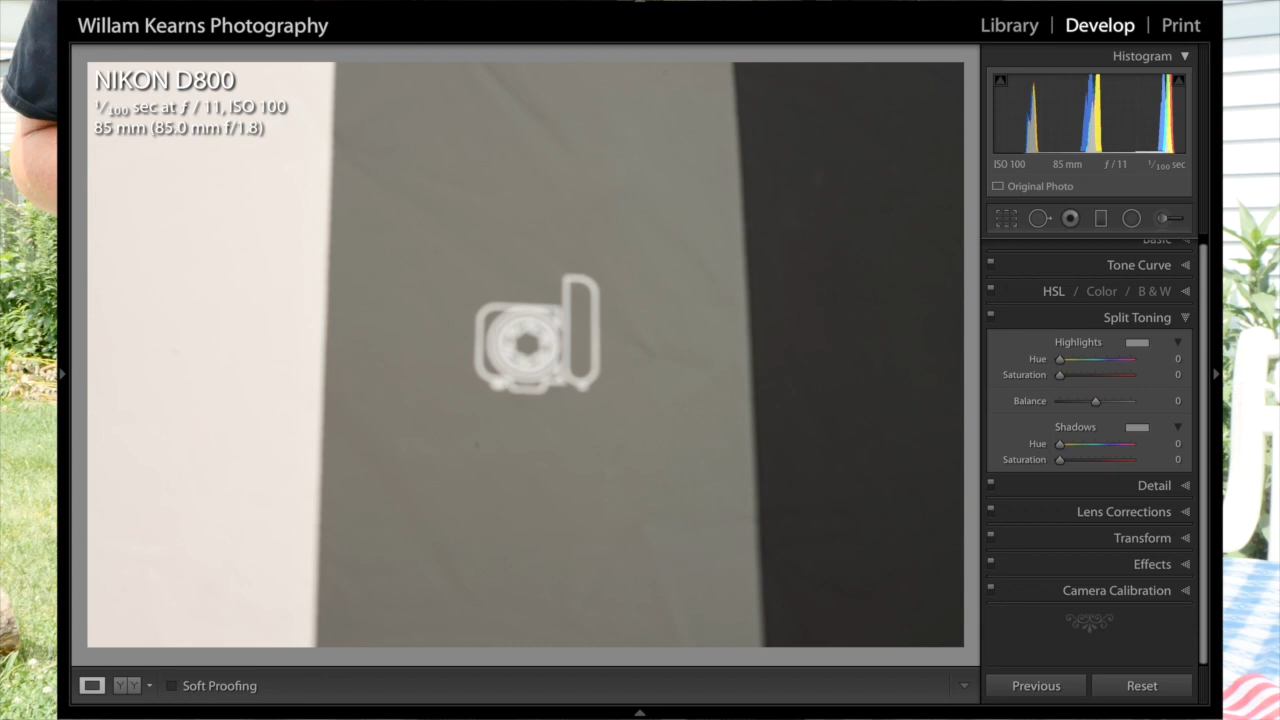 Willam Kearns Photography
Library | Develop | Print
NIKON D800
1/100 sec at ƒ / 11, ISO 100
85 mm (85.0 mm f/1.8)
Histogram
ISO 100 85 mm ƒ / 11 1/100 sec
Original Photo
Basic
Tone Curve
HSL / Color / B & W
Split Toning
Highlights
Hue 0
Saturation 0
Balance 0
Shadows
Hue 0
Saturation 0
Detail
Lens Corrections
Transform
Effects
Camera Calibration
Y Y Soft Proofing
Previous Reset